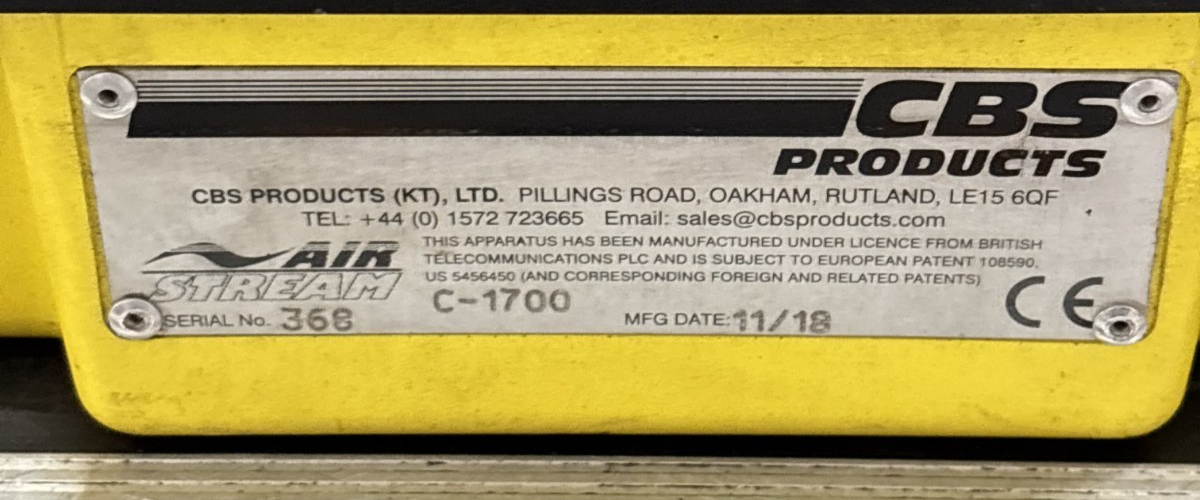 CBS
PRODUCTS
CBS PRODUCTS (KT), LTD. PILLINGS ROAD, OAKHAM, RUTLAND, LE15 6QF
TEL: +44 (0) 1572 723665 Email: sales@cbsproducts.com
AIR
STREAM
THIS APPARATUS HAS BEEN MANUFACTURED UNDER LICENCE FROM BRITISH
TELECOMMUNICATIONS PLC AND IS SUBJECT TO EUROPEAN PATENT 108590,
US 5456450 (AND CORRESPONDING FOREIGN AND RELATED PATENTS)
C-1700
SERIAL No. 368
MFG DATE: 11/18
CE